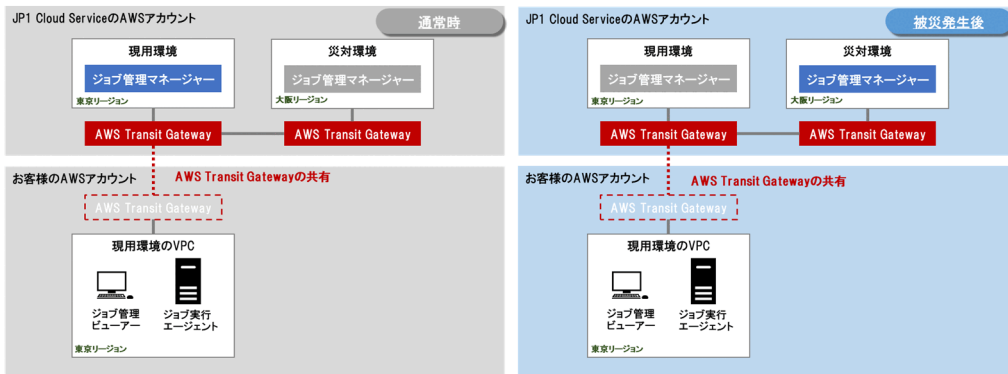 JP1 Cloud ServiceのAWSアカウント
通常時
現用環境
ジョブ管理マネージャー
東京リージョン
災対環境
ジョブ管理マネージャー
大阪リージョン
AWS Transit Gateway
AWS Transit Gateway
お客様のAWSアカウント
AWS Transit Gatewayの共有
AWS Transit Gateway
現用環境のVPC
ジョブ管理
ビューアー
ジョブ実行
エージェント
東京リージョン
JP1 Cloud ServiceのAWSアカウント
被災発生後
現用環境
ジョブ管理マネージャー
東京リージョン
災対環境
ジョブ管理マネージャー
大阪リージョン
AWS Transit Gateway
AWS Transit Gateway
お客様のAWSアカウント
AWS Transit Gatewayの共有
AWS Transit Gateway
現用環境のVPC
ジョブ管理
ビューアー
ジョブ実行
エージェント
東京リージョン